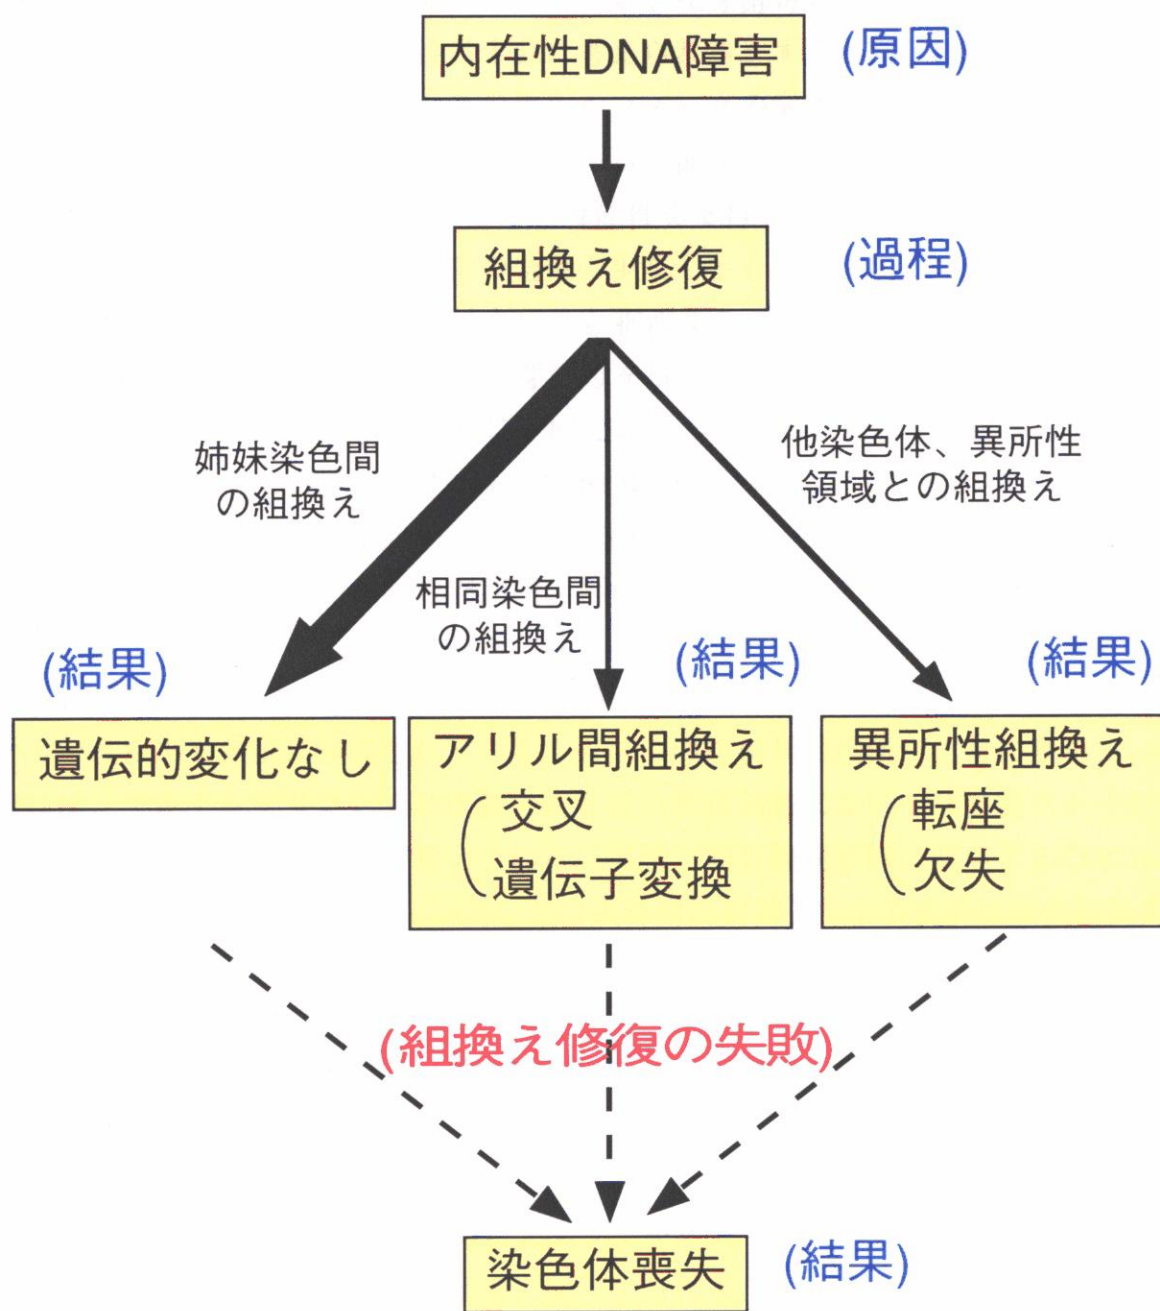 内在性DNA障害
(原因)
組換え修復
(過程)
姉妹染色間
の組換え
相同染色間
の組換え
他染色体、異所性
領域との組換え
(結果)
遺伝的変化なし
(結果)
アリル間組換え
交叉
遺伝子変換
(結果)
異所性組換え
転座
欠失
(組換え修復の失敗)
染色体喪失
(結果)